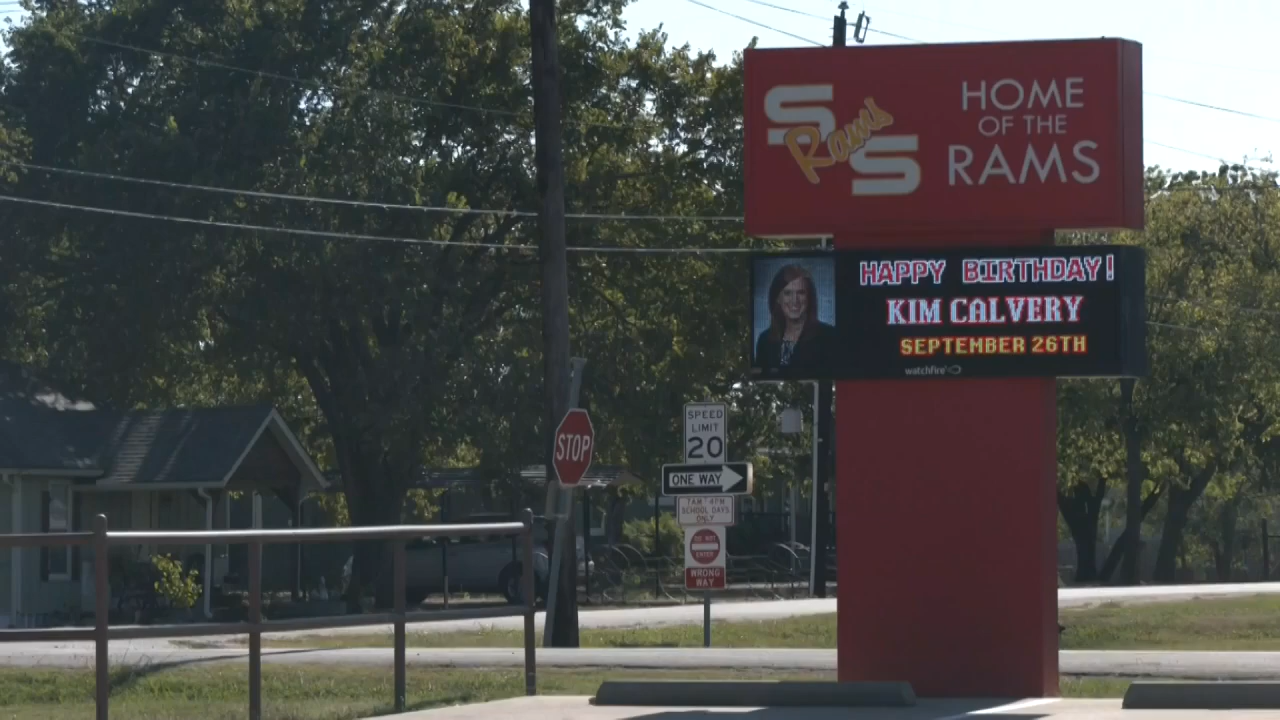 S
Rams
S
HOME
OF THE
RAMS
HAPPY BIRTHDAY!
KIM CALVERY
SEPTEMBER 26TH
watchfire
STOP
SPEED
LIMIT
20
ONE WAY
7AM-4PM
SCHOOL DAYS
ONLY
DO NOT
ENTER
WRONG
WAY